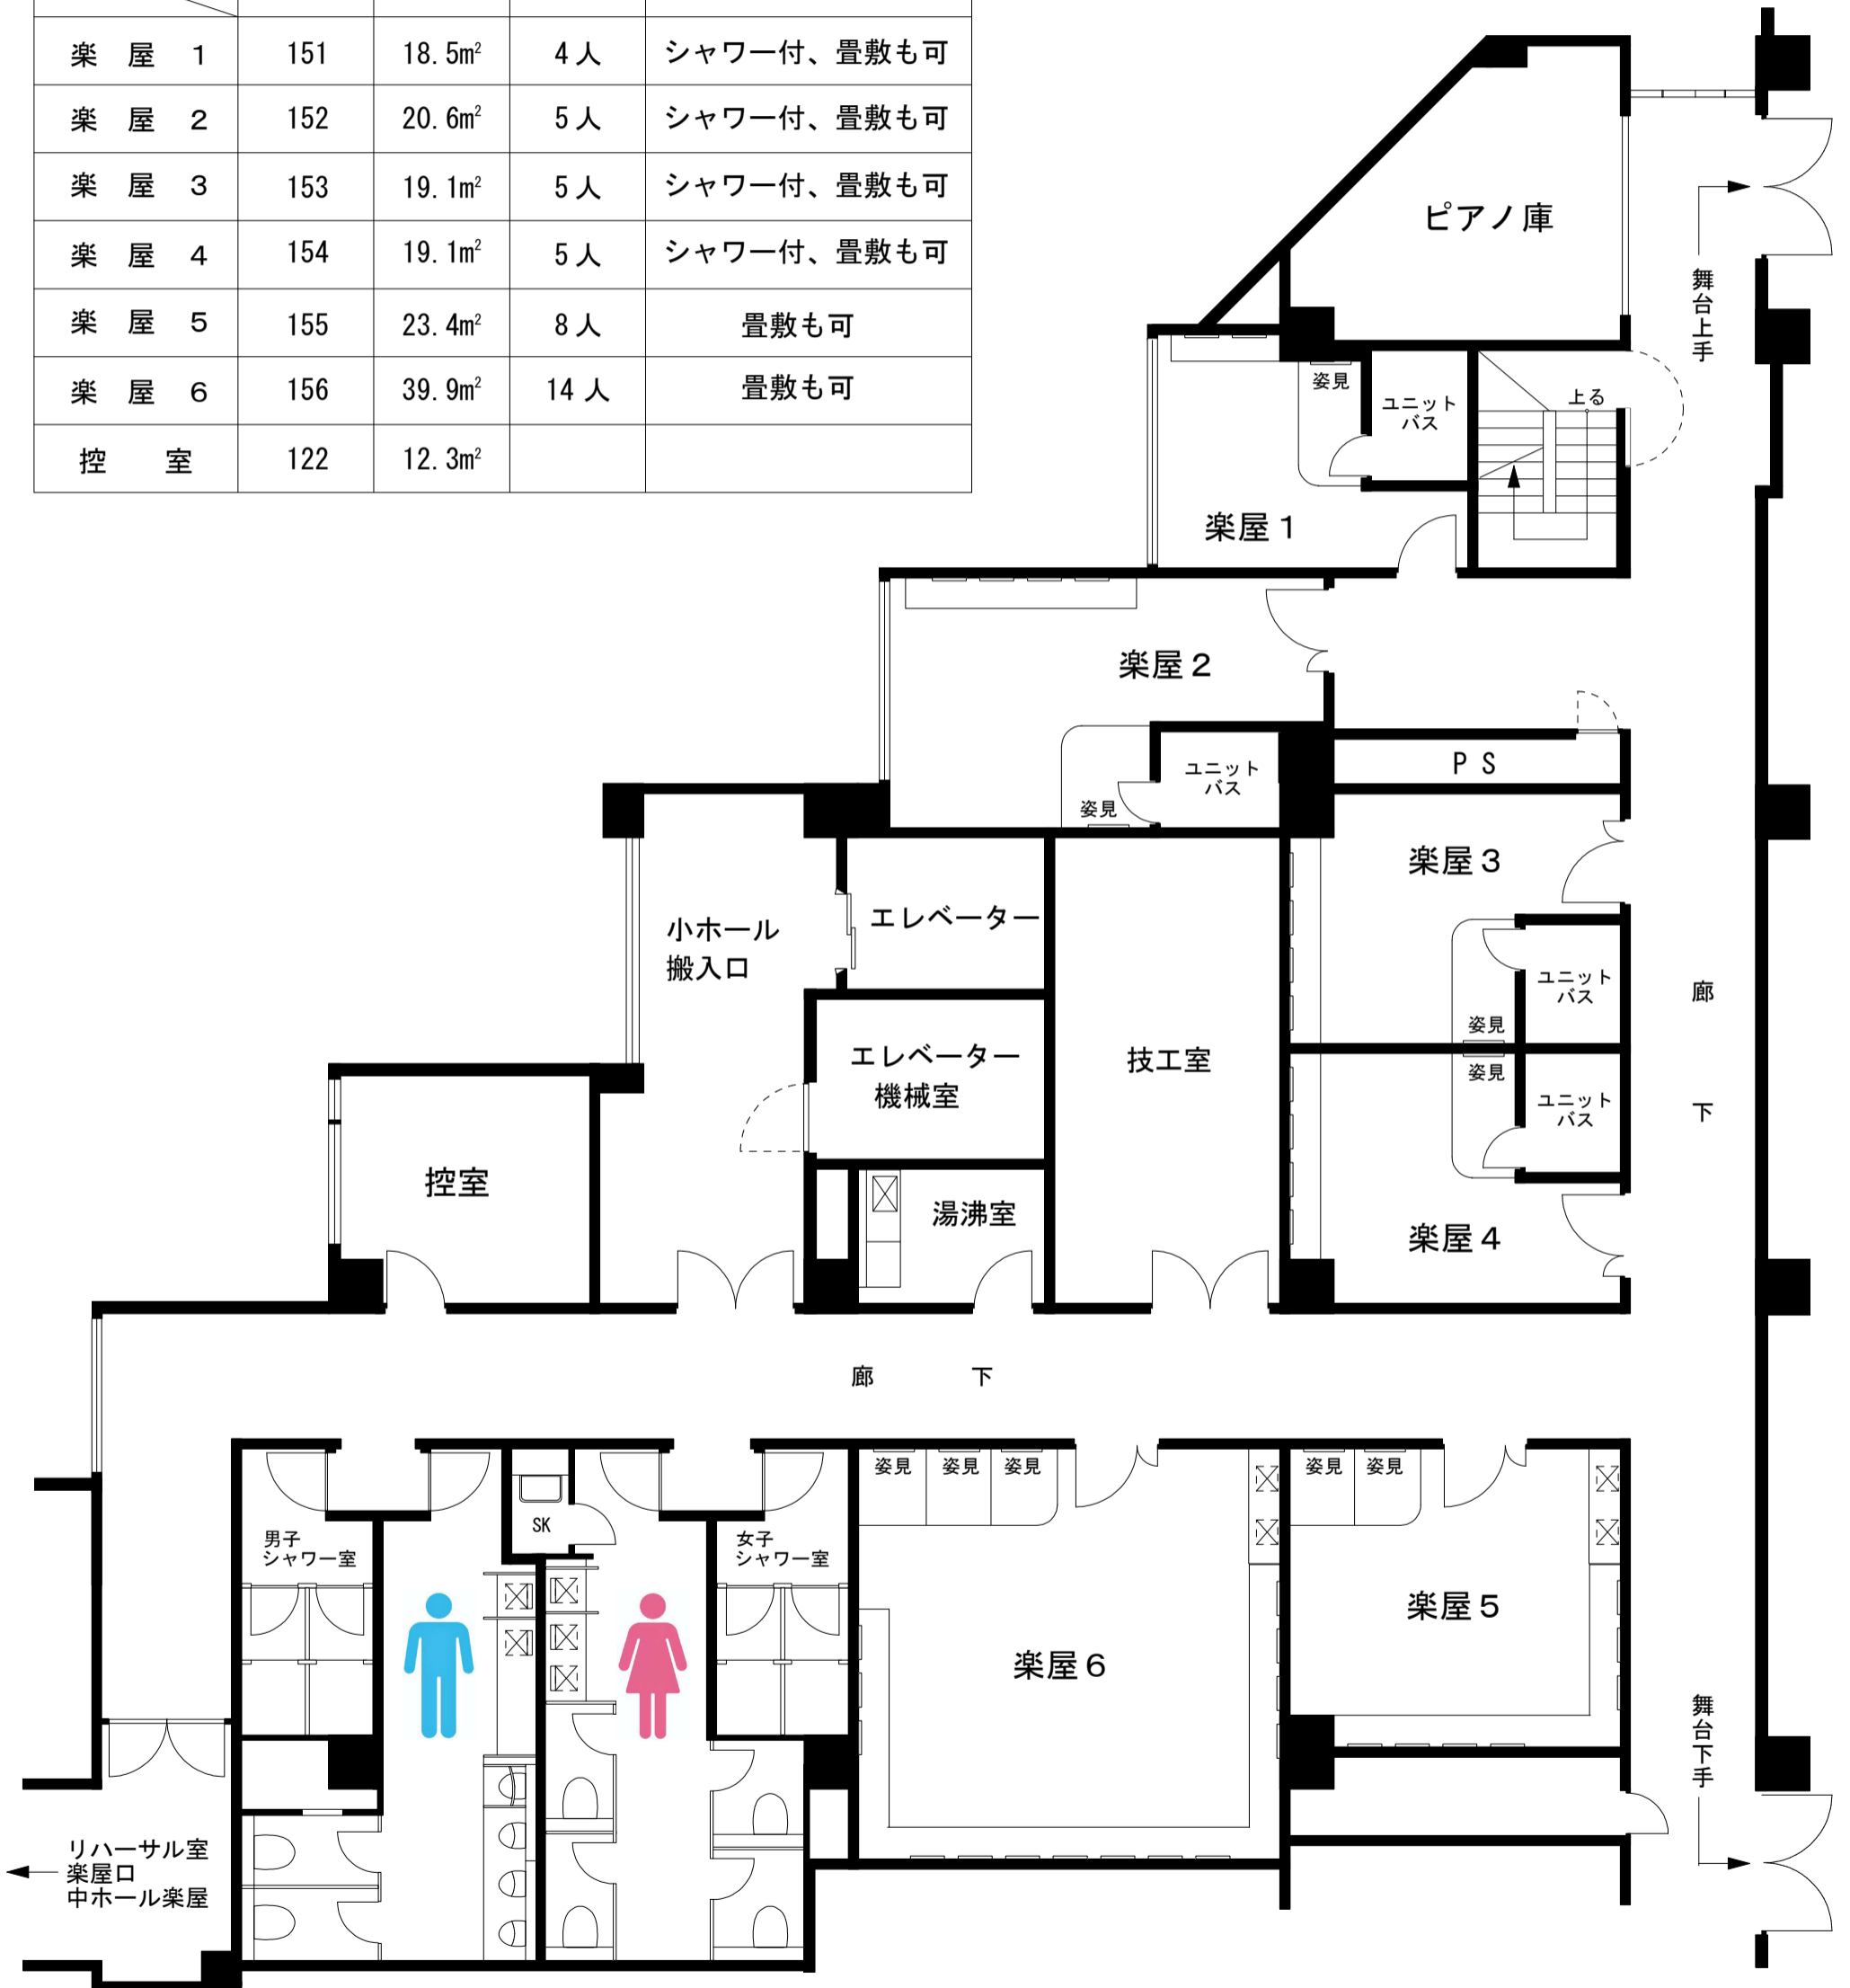 楽 屋 1 151 18.5m² 4人 シャワー付、畳敷も可
楽 屋 2 152 20.6m² 5人 シャワー付、畳敷も可
楽 屋 3 153 19.1m² 5人 シャワー付、畳敷も可
楽 屋 4 154 19.1m² 5人 シャワー付、畳敷も可
楽 屋 5 155 23.4m² 8人 畳敷も可
楽 屋 6 156 39.9m² 14人 畳敷も可
控 室 122 12.3m²
ピアノ庫
舞台上手
姿見
ユニット
バス
上る
楽屋1
楽屋2
ユニット
バス
姿見
PS
楽屋3
小ホール
搬入口
エレベーター
ユニット
バス
姿見
廊下
エレベーター
機械室
技工室
姿見
ユニット
バス
控室
湯沸室
楽屋4
廊下
姿見
姿見
姿見
姿見
姿見
SK
男子
シャワー室
女子
シャワー室
楽屋5
楽屋6
舞台下手
リハーサル室
楽屋口
中ホール楽屋